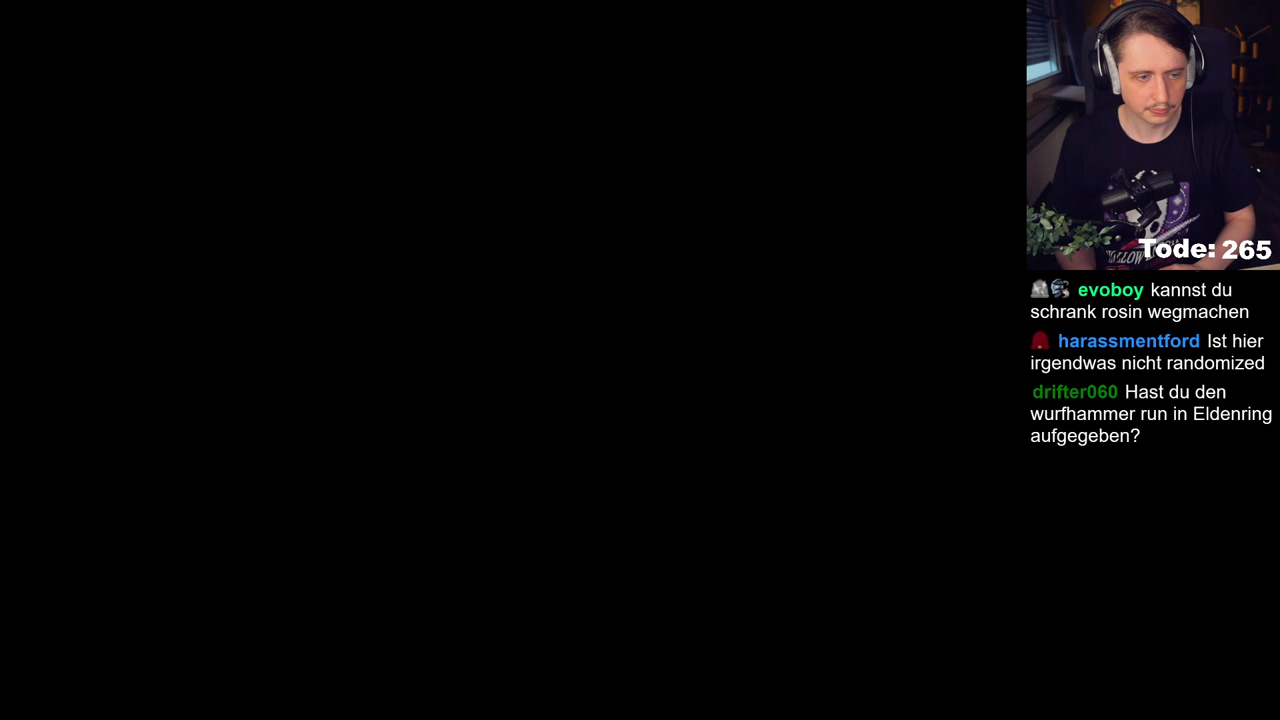 Tode: 265
evoboy kannst du
schrank rosin wegmachen
harassmentford Ist hier
irgendwas nicht randomized
drifter060 Hast du den
wurfhammer run in Eldenring
aufgegeben?